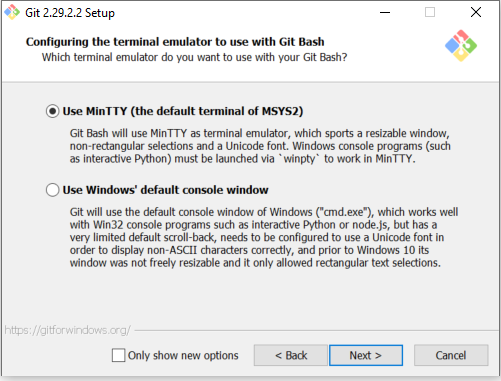 Git 2.29.2.2 Setup
Configuring the terminal emulator to use with Git Bash
Which terminal emulator do you want to use with your Git Bash?
Use MinTTY (the default terminal of MSYS2)
Git Bash will use MinTTY as terminal emulator, which sports a resizable window,
non-rectangular selections and a Unicode font. Windows console programs (such
as interactive Python) must be launched via `winpty` to work in MinTTY.
Use Windows' default console window
Git will use the default console window of Windows ("cmd.exe"), which works well
with Win32 console programs such as interactive Python or node.js, but has a
very limited default scroll-back, needs to be configured to use a Unicode font in
order to display non-ASCII characters correctly, and prior to Windows 10 its
window was not freely resizable and it only allowed rectangular text selections.
https://gitforwindows.org/
Only show new options
< Back
Next >
Cancel